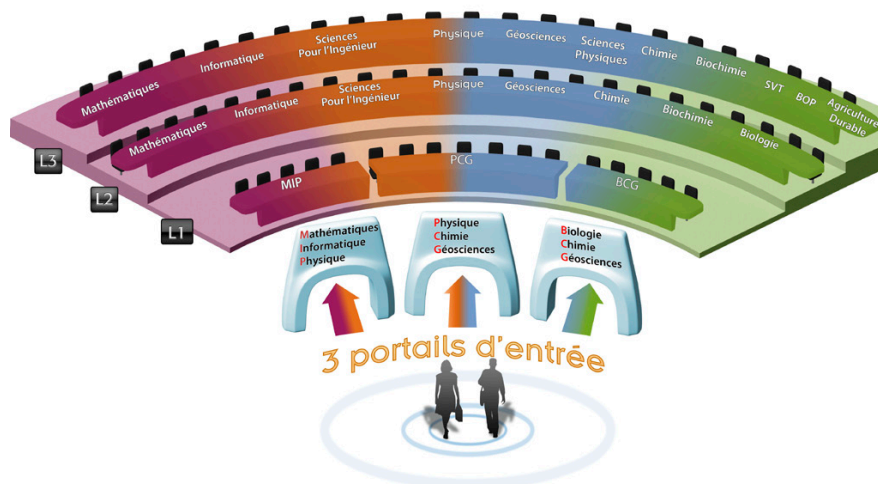 Mathématiques
Informatique
Sciences
Pour l'Ingénieur
Physique
Géosciences
Sciences
Physiques
Chimie
Biochimie
SVT
BOP
Agriculture
Durable
L3
Mathématiques
Informatique
Sciences
Pour l'Ingénieur
Physique
Géosciences
Chimie
Biochimie
Biologie
L2
MIP
PCG
BCG
L1
Mathématiques
Informatique
Physique
Physique
Chimie
Géosciences
Biologie
Chimie
Géosciences
3 portails d'entrée